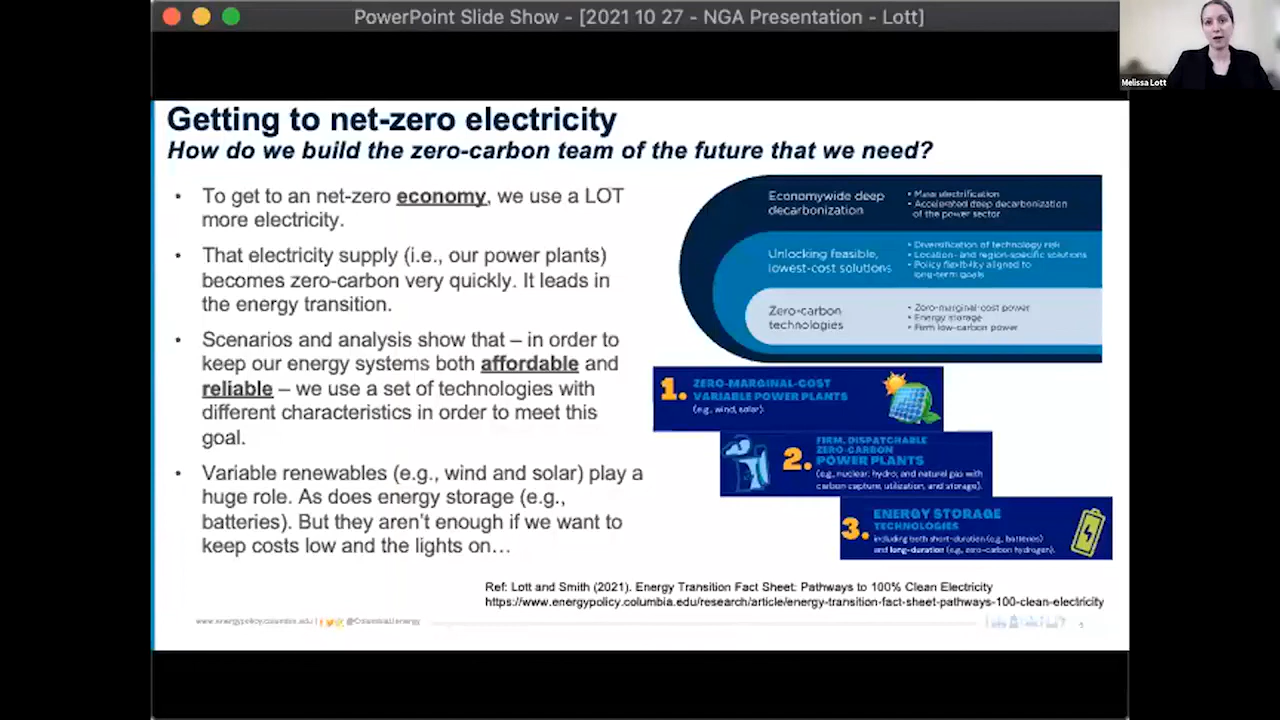 PowerPoint Slide Show - [2021 10 27 - NGA Presentation - Lott]
Melissa Lott
Getting to net-zero electricity
How do we build the zero-carbon team of the future that we need?
• To get to an net-zero economy, we use a LOT
more electricity.
• That electricity supply (i.e., our power plants)
becomes zero-carbon very quickly. It leads in
the energy transition.
• Scenarios and analysis show that – in order to
keep our energy systems both affordable and
reliable – we use a set of technologies with
different characteristics in order to meet this
goal.
• Variable renewables (e.g., wind and solar) play a
huge role. As does energy storage (e.g.,
batteries). But they aren't enough if we want to
keep costs low and the lights on…
Economywide deep
decarbonization
• Mass electrification
• Accelerated deep decarbonization
of the power sector
Unlocking feasible,
lowest-cost solutions
• Diversification of technology risk
• Location- and region-specific solutions
• Policy flexibility aligned to
long-term goals
Zero-carbon
technologies
• Zero-marginal-cost power
• Energy storage
• Firm low-carbon power
1. ZERO-MARGINAL-COST
VARIABLE POWER PLANTS
(e.g., wind, solar)
2. FIRM, DISPATCHABLE
ZERO-CARBON
POWER PLANTS
(e.g., nuclear, hydro, and natural gas with
carbon capture, utilization, and storage).
3. ENERGY STORAGE
TECHNOLOGIES
including both short-duration (e.g., batteries)
and long-duration (e.g., zero-carbon hydrogen).
Ref: Lott and Smith (2021). Energy Transition Fact Sheet: Pathways to 100% Clean Electricity
https://www.energypolicy.columbia.edu/research/article/energy-transition-fact-sheet-pathways-100-clean-electricity
www.energypolicy.columbia.edu | @ColumbiaUenergy
5